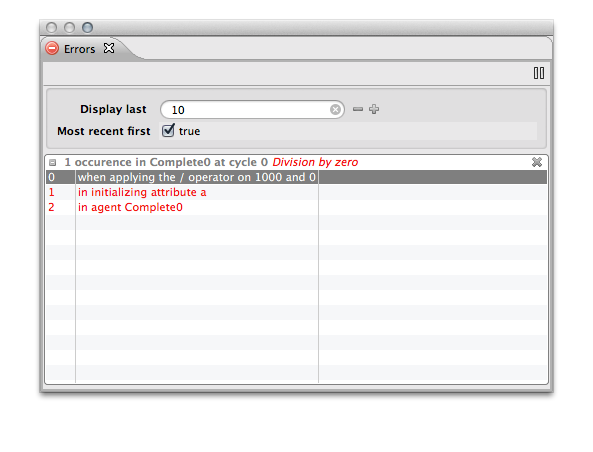 Errors
Display last 10
Most recent first true
1 occurence in Complete0 at cycle 0 Division by zero
0 when applying the / operator on 1000 and 0
1 in initializing attribute a
2 in agent Complete0